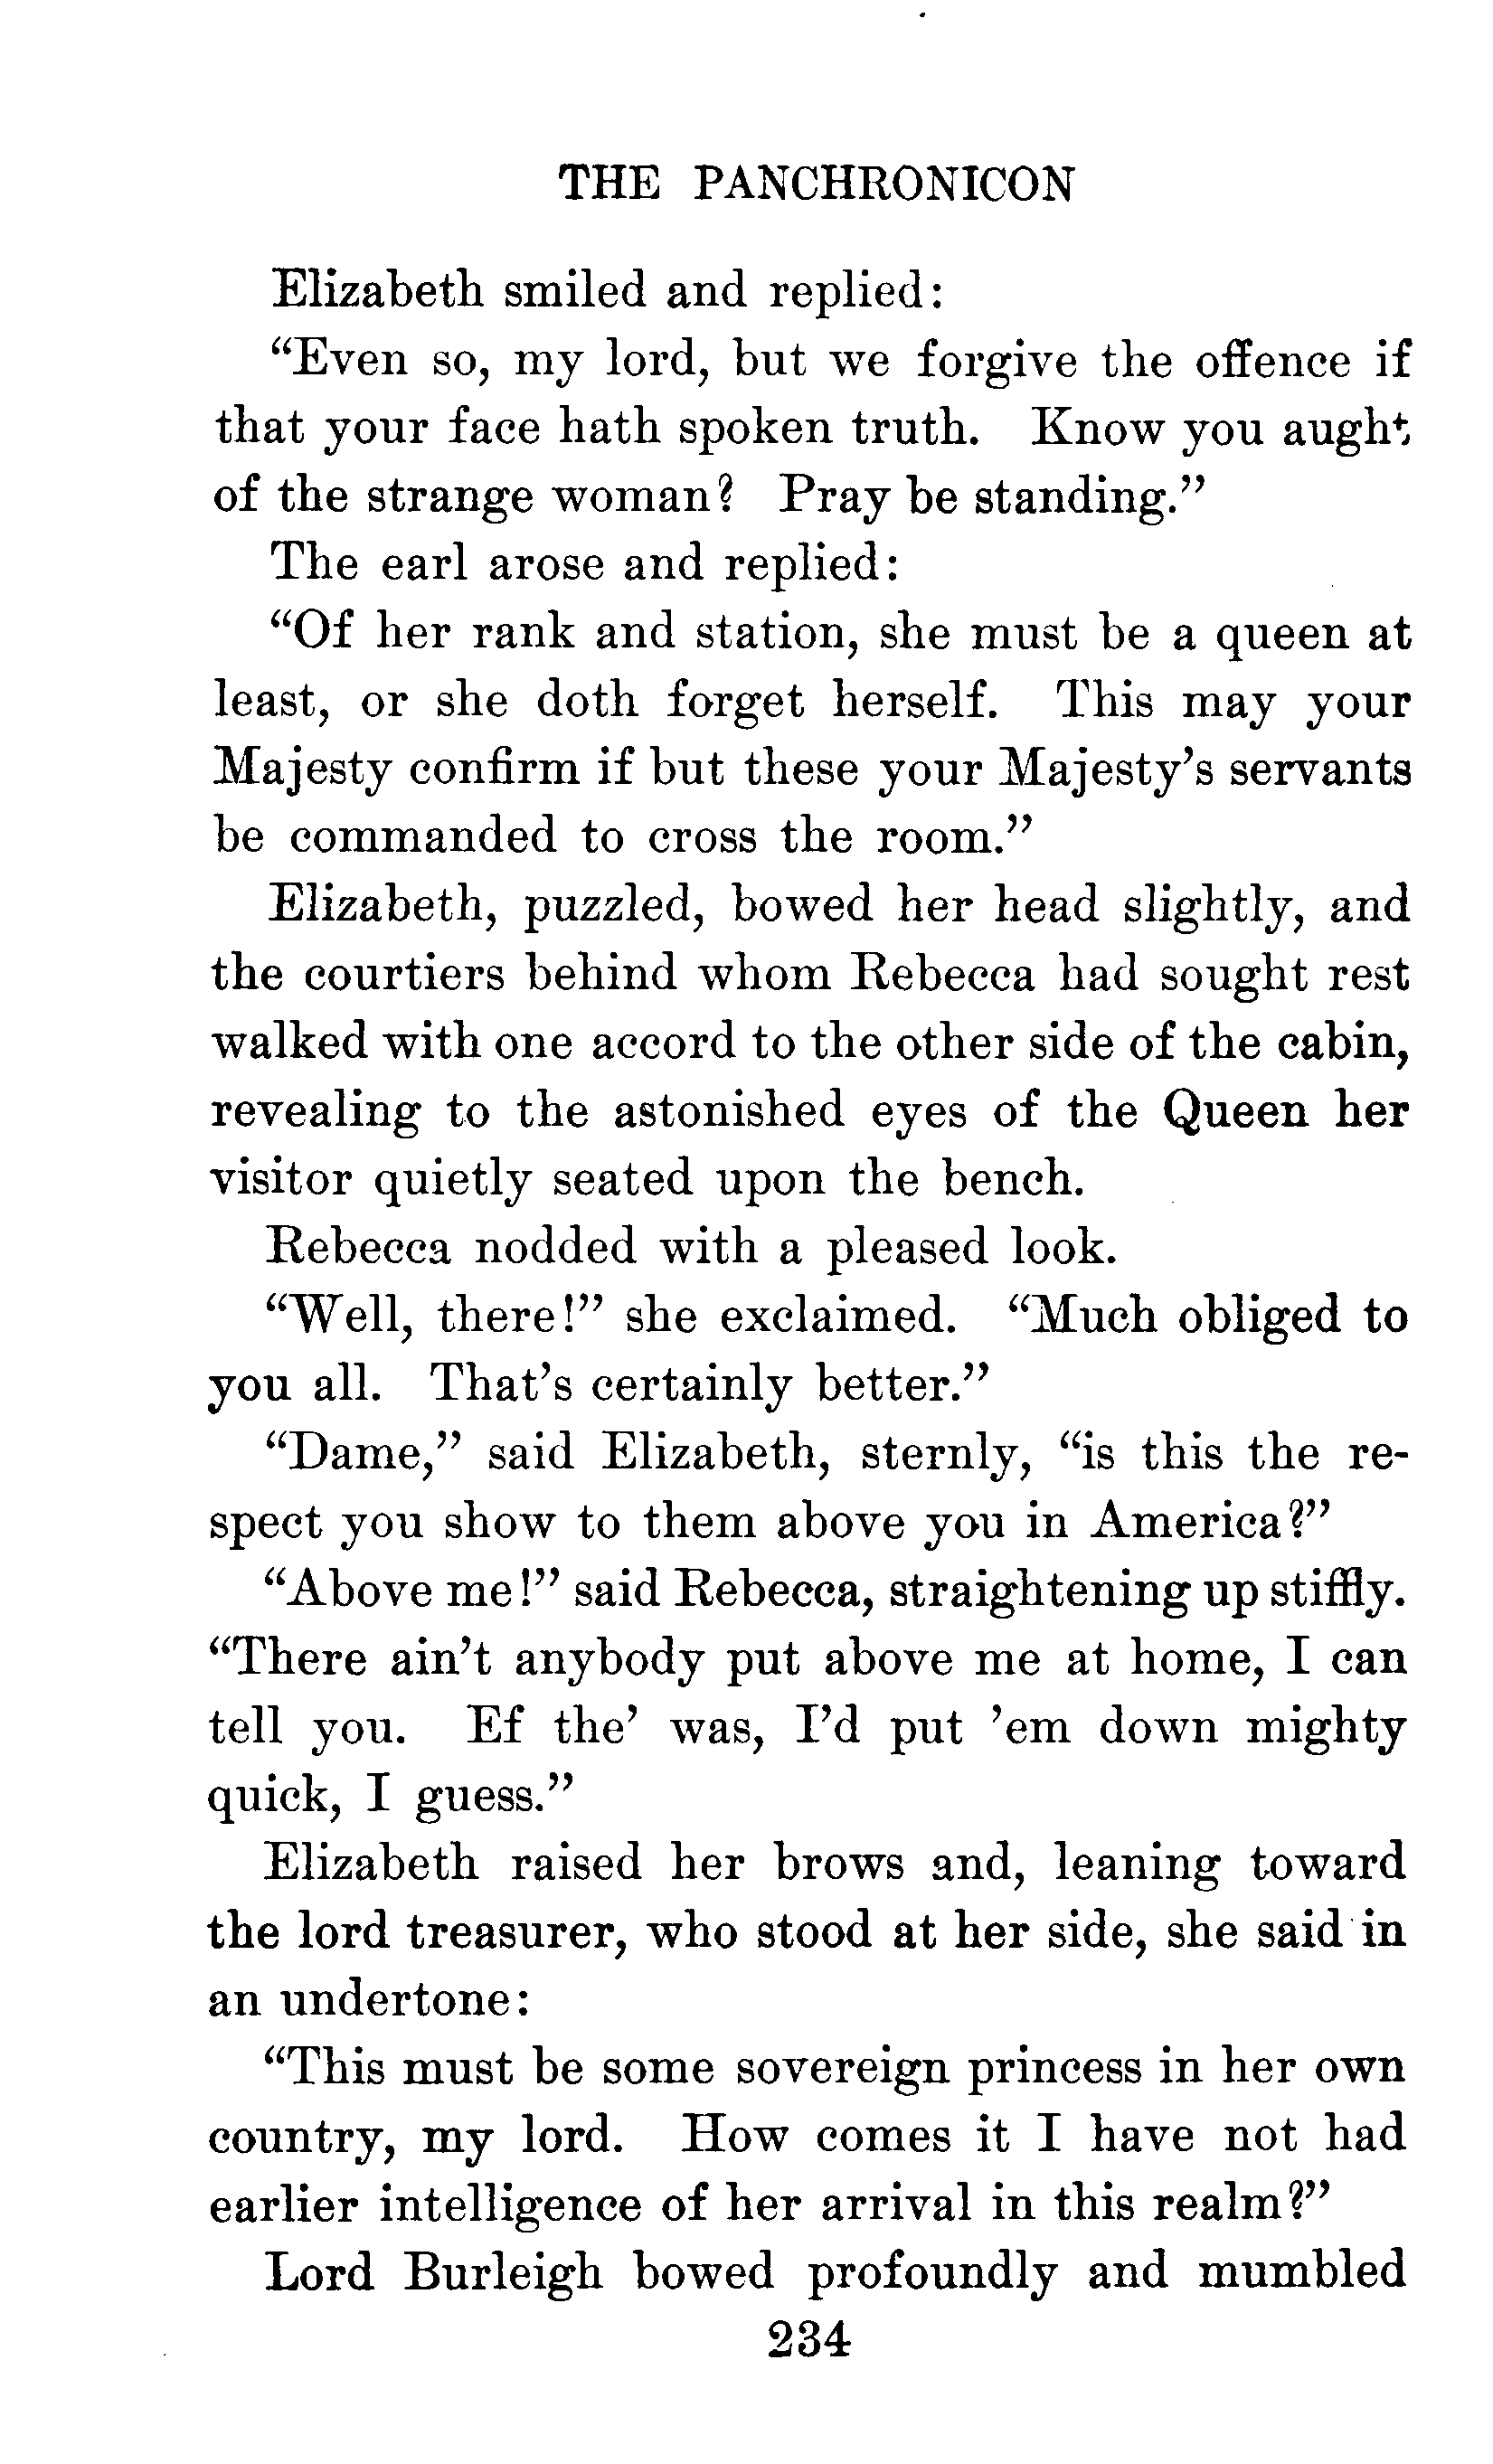 THE PANCHRONICON
Elizabeth smiled and replied:
“Even so, my lord, but we forgive the offence if
that your face hath spoken truth. Know you aught
of the strange woman? Pray be standing.”
The earl arose and replied:
“Of her rank and station, she must be a queen at
least, or she doth forget herself. This may your
Majesty confirm if but these your Majesty’s servants
be commanded to cross the room.”
Elizabeth, puzzled, bowed her head slightly, and
the courtiers behind whom Rebecca had sought rest
walked with one accord to the other side of the cabin,
revealing to the astonished eyes of the Queen her
visitor quietly seated upon the bench.
Rebecca nodded with a pleased look.
“Well, there!” she exclaimed. “Much obliged to
you all. That’s certainly better.”
“Dame,” said Elizabeth, sternly, “is this the re-
spect you show to them above you in America?”
“Above me!” said Rebecca, straightening up stiffly.
“There ain’t anybody put above me at home, I can
tell you. Ef the’ was, I’d put ’em down mighty
quick, I guess.”
Elizabeth raised her brows and, leaning toward
the lord treasurer, who stood at her side, she said in
an undertone:
“This must be some sovereign princess in her own
country, my lord. How comes it I have not had
earlier intelligence of her arrival in this realm?”
Lord Burleigh bowed profoundly and mumbled
234